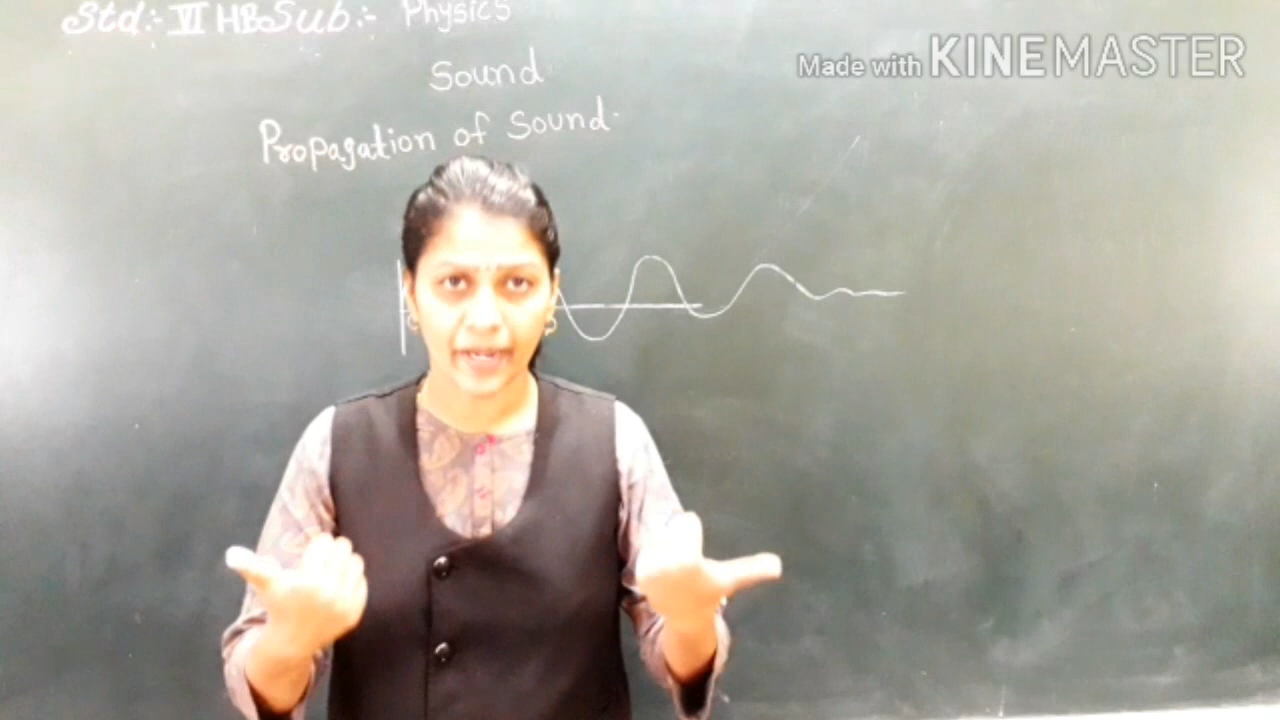 Std:- VI HB Sub:- Physics
Made with KINEMASTER
Sound
Propagation of Sound.